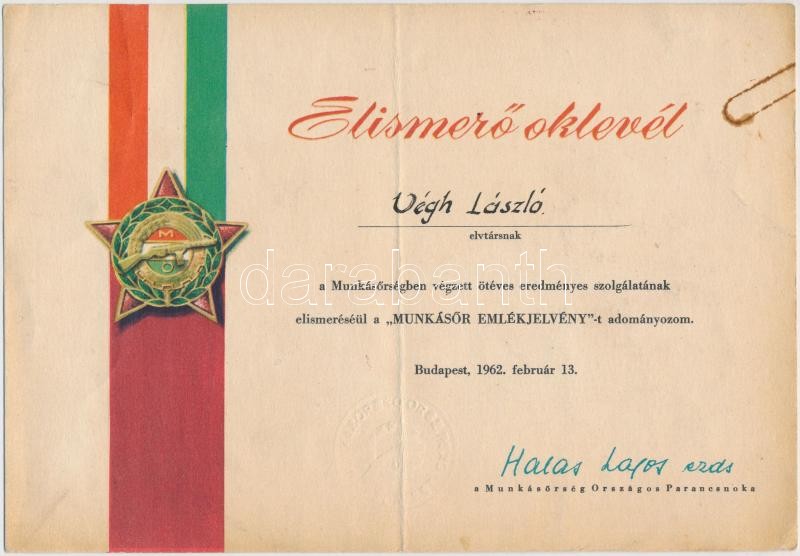 Elismerő oklevél
Végh László
elvtársnak
a Munkásőrségben végzett ötéves eredményes szolgálatának
elismeréséül a „MUNKÁSŐR EMLÉKJELVÉNY”-t adományozom.
Budapest, 1962. február 13.
Halas Lajos ezds
a Munkásőrség Országos Parancsnoka
M
darabanth